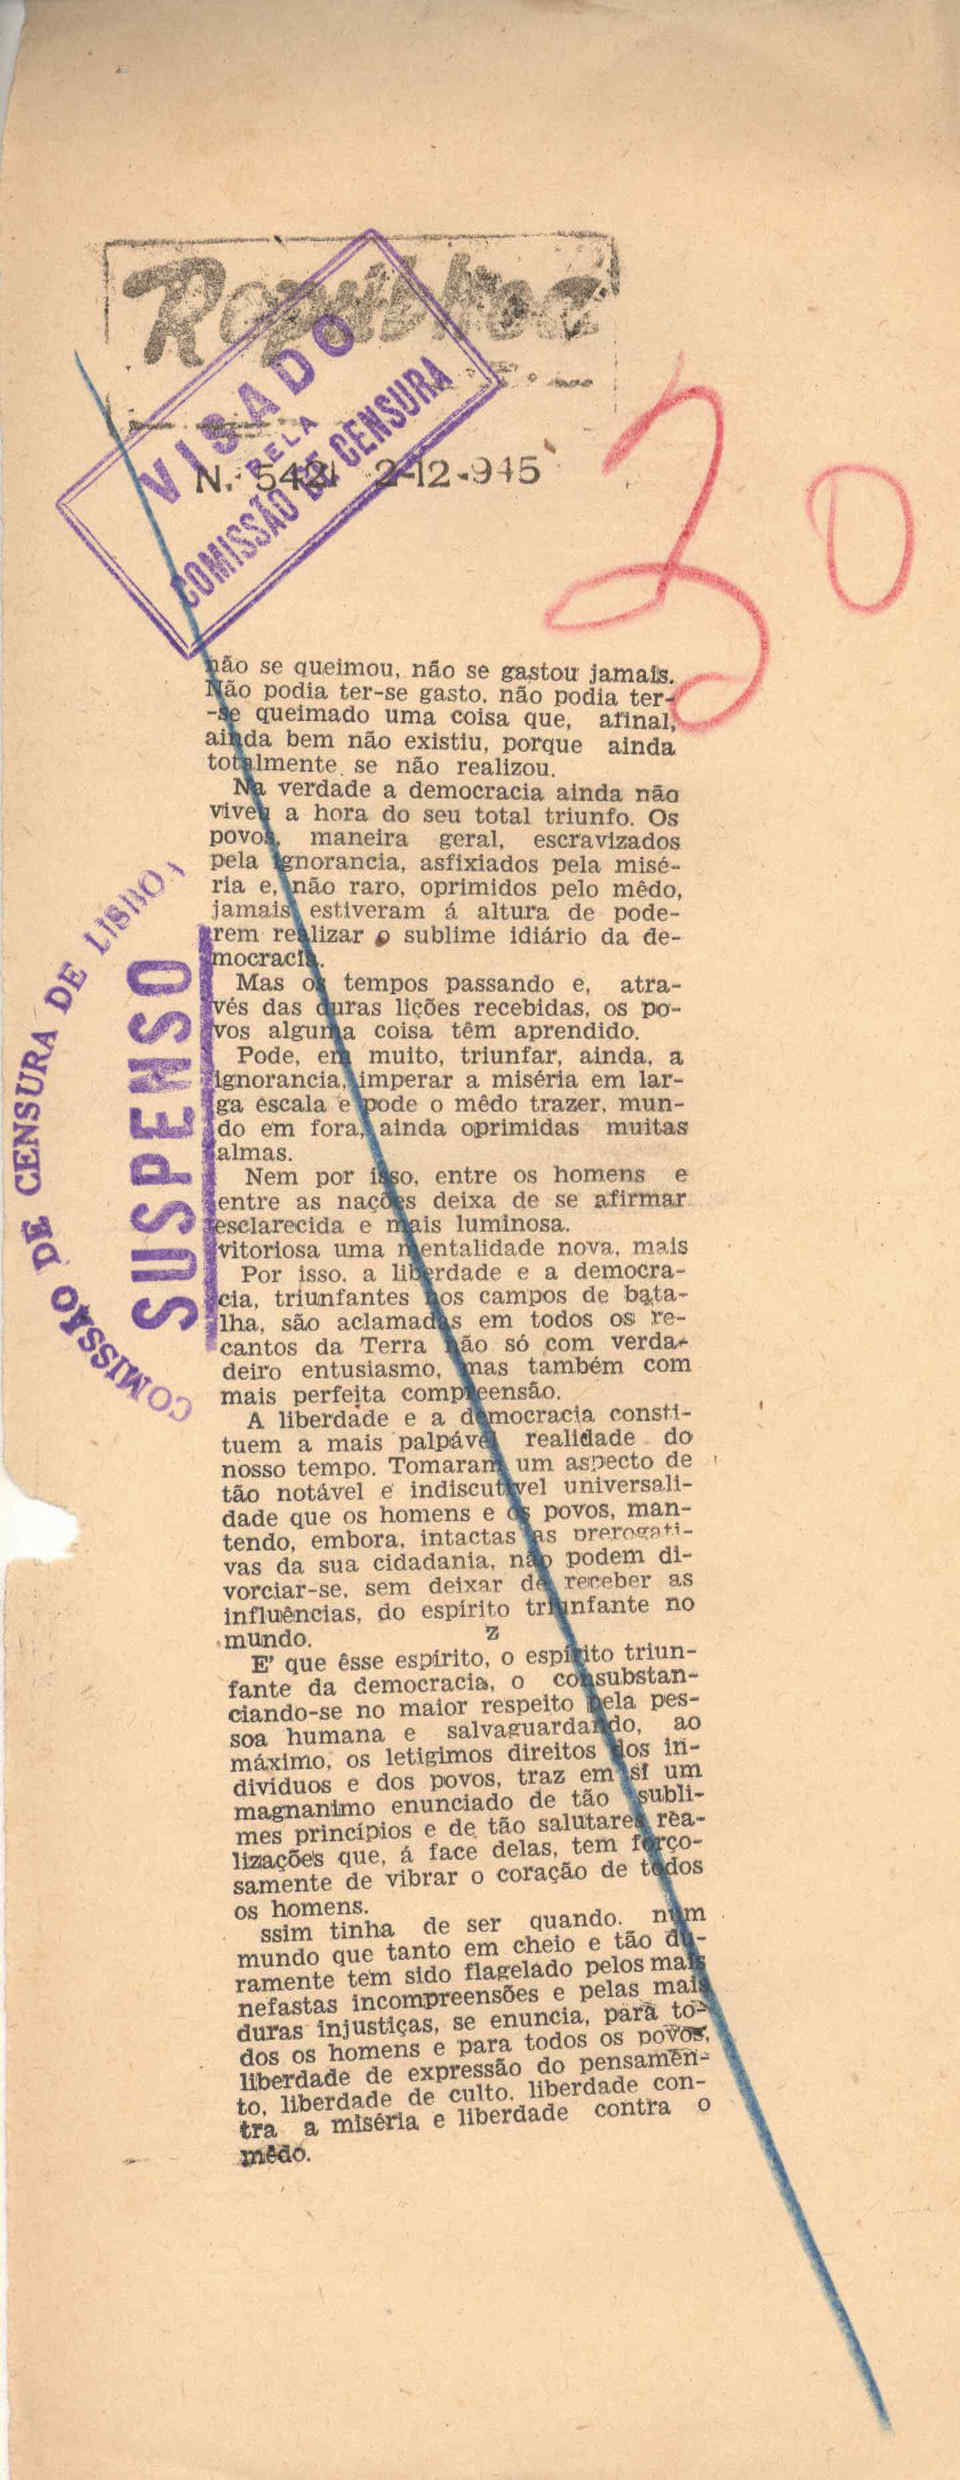 República
VISADO
PELA
COMISSÃO DE CENSURA
N. 5421 2-12-945
30
não se queimou, não se gastou jamais.
Não podia ter-se gasto, não podia ter-
-se queimado uma coisa que, afinal,
ainda bem não existiu, porque ainda
totalmente se não realizou.
Na verdade a democracia ainda não
viveu a hora do seu total triunfo. Os
povos, maneira geral, escravizados
pela ignorancia, asfixiados pela misé-
ria e, não raro, oprimidos pelo mêdo,
jamais estiveram á altura de pode-
rem realizar o sublime idiário da de-
mocracia.
Mas os tempos passando e, atra-
vés das duras lições recebidas, os po-
vos alguma coisa têm aprendido.
Pode, em muito, triunfar, ainda, a
ignorancia, imperar a miséria em lar-
ga escala e pode o mêdo trazer, mun-
do em fora, ainda oprimidas muitas
almas.
Nem por isso, entre os homens e
entre as nações deixa de se afirmar
esclarecida e mais luminosa.
vitoriosa uma mentalidade nova, mais
Por isso, a liberdade e a democra-
cia, triunfantes nos campos de bata-
lha, são aclamadas em todos os re-
cantos da Terra não só com verda-
deiro entusiasmo, mas também com
mais perfeita compreensão.
A liberdade e a democracia consti-
tuem a mais palpável realidade do
nosso tempo. Tomaram um aspecto de
tão notável e indiscutível universali-
dade que os homens e os povos, man-
tendo, embora, intactas as prerogati-
vas da sua cidadania, não podem di-
vorciar-se, sem deixar de receber as
influências, do espírito triunfante no
mundo.
z
E' que êsse espírito, o espírito triun-
fante da democracia, o consubstan-
ciando-se no maior respeito pela pes-
soa humana e salvaguardando, ao
máximo, os letigimos direitos dos in-
dividuos e dos povos, traz em si um
magnanimo enunciado de tão subli-
mes princípios e de tão salutares rea-
lizações que, á face delas, tem forço-
samente de vibrar o coração de todos
os homens.
ssim tinha de ser quando, num
mundo que tanto em cheio e tão du-
ramente tem sido flagelado pelos mais
nefastas incompreensões e pelas mais
duras injustiças, se enuncia, para to-
dos os homens e para todos os povos,
liberdade de expressão do pensamen-
to, liberdade de culto, liberdade con-
tra a miséria e liberdade contra o
mêdo.
COMISSÃO DE CENSURA DE LISBOA
SUSPENSO